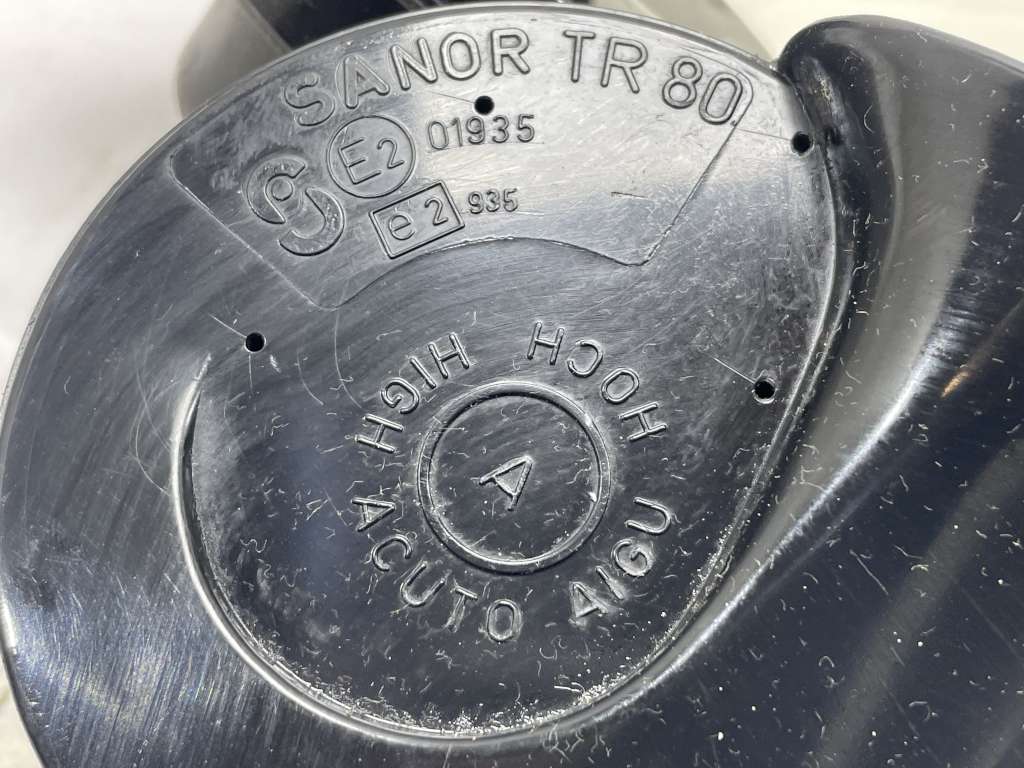 SANOR TR 80
E2 01935
e2 935
HIGH HOCH
ACUTO AIGU
A